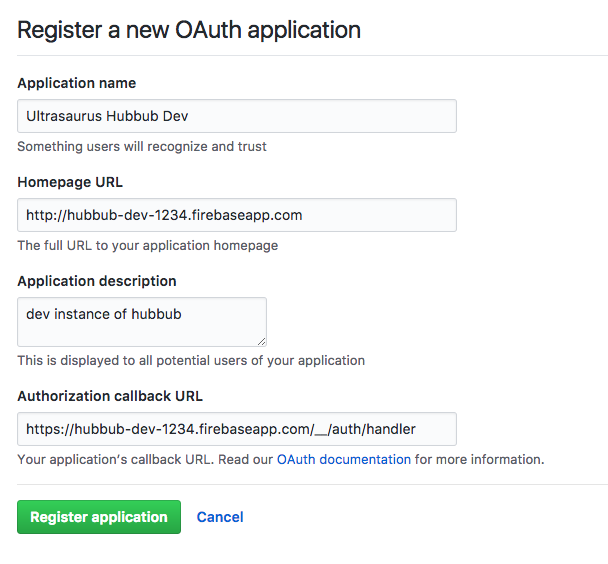 Register a new OAuth application
Application name
Ultrasaurus Hubbub Dev
Something users will recognize and trust
Homepage URL
http://hubbub-dev-1234.firebaseapp.com
The full URL to your application homepage
Application description
dev instance of hubbub
This is displayed to all potential users of your application
Authorization callback URL
https://hubbub-dev-1234.firebaseapp.com/__/auth/handler
Your application’s callback URL. Read our OAuth documentation for more information.
Register application Cancel